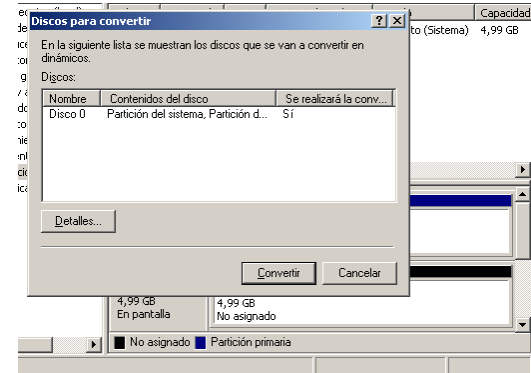 Discos para convertir
Capacidad
to (Sistema) 4,99 GB
En la siguiente lista se muestran los discos que se van a convertir en
dinámicos.
Discos:
Nombre Contenidos del disco Se realizará la conv...
Disco 0 Partición del sistema, Partición d... Sí
Detalles...
Convertir Cancelar
4,99 GB 4,99 GB
En pantalla No asignado
No asignado Partición primaria